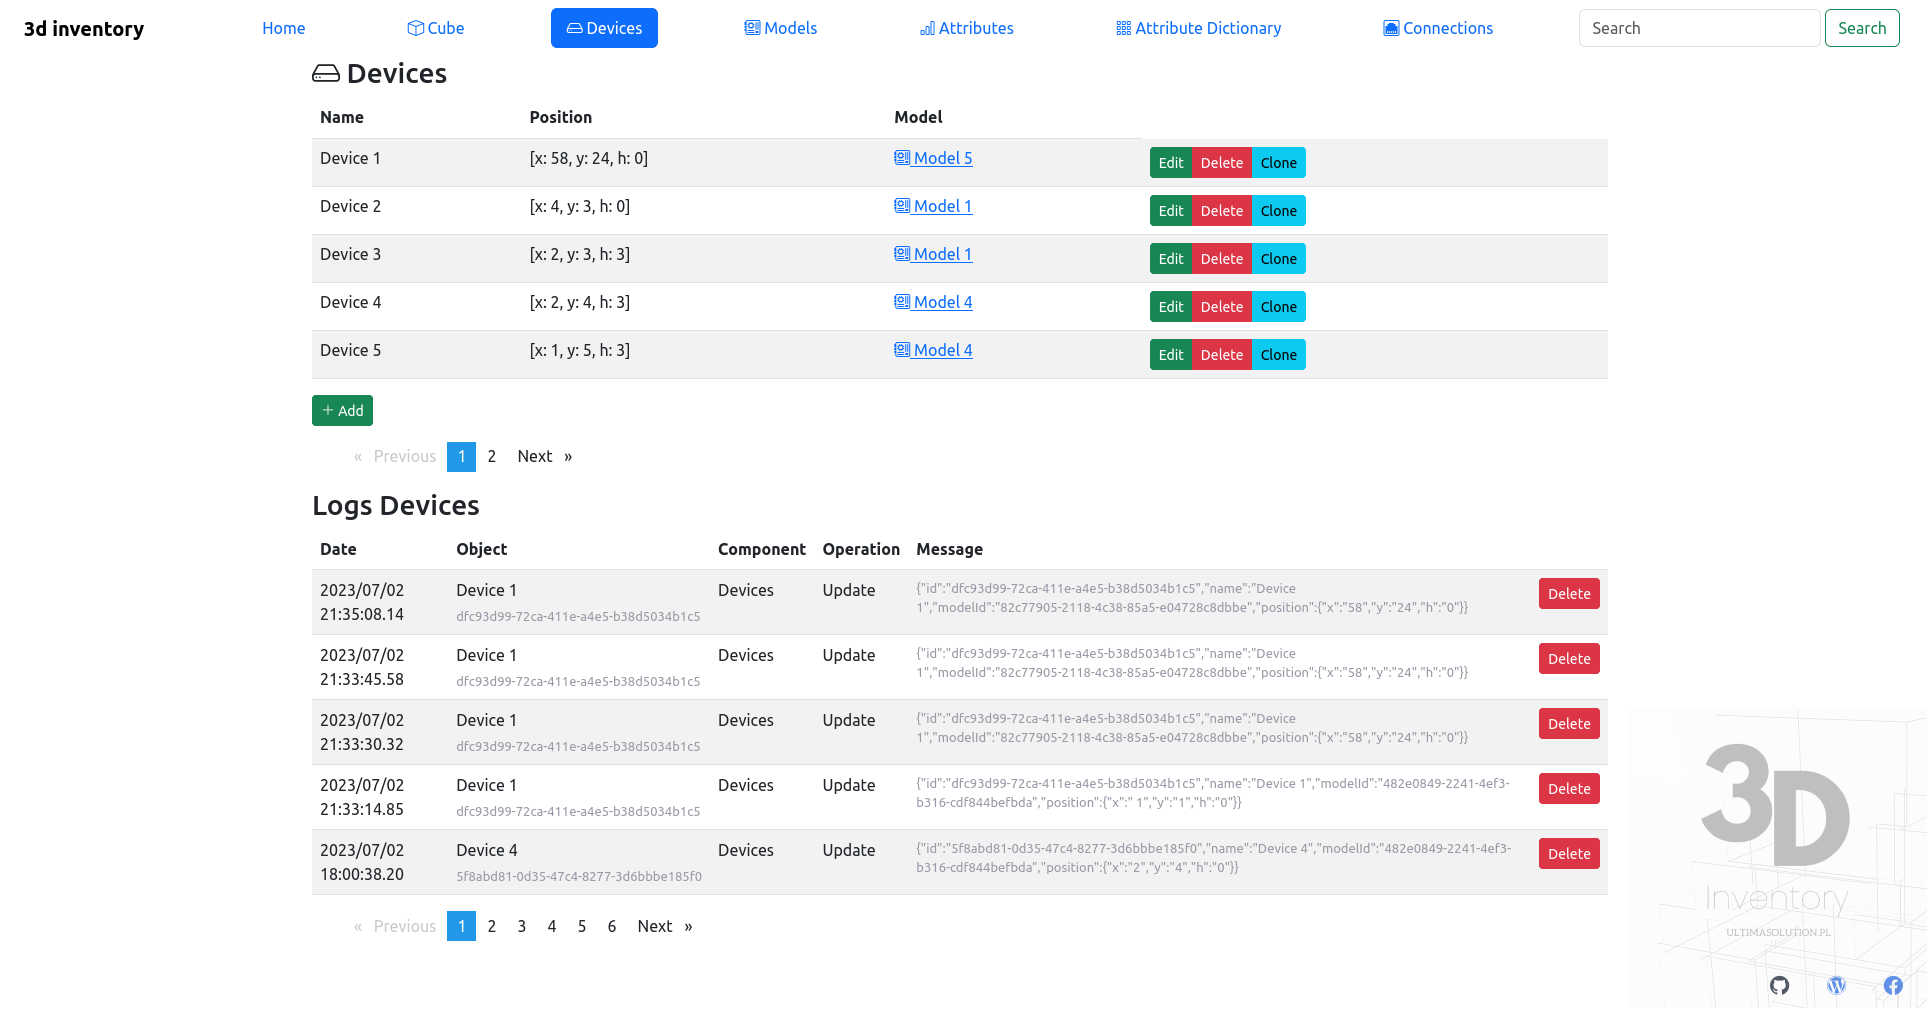 3d inventory Home Cube Devices Models Attributes Attribute Dictionary Connections Search Search
Devices
Name Position Model
Device 1 [x: 58, y: 24, h: 0] Model 5 Edit Delete Clone
Device 2 [x: 4, y: 3, h: 0] Model 1 Edit Delete Clone
Device 3 [x: 2, y: 3, h: 3] Model 1 Edit Delete Clone
Device 4 [x: 2, y: 4, h: 3] Model 4 Edit Delete Clone
Device 5 [x: 1, y: 5, h: 3] Model 4 Edit Delete Clone
+ Add
« Previous 1 2 Next »
Logs Devices
Date Object Component Operation Message
2023/07/02 Device 1 Devices Update {"id":"dfc93d99-72ca-411e-a4e5-b38d5034b1c5","name":"Device Delete
21:35:08.14 dfc93d99-72ca-411e-a4e5-b38d5034b1c5 1","modelId":"82c77905-2118-4c38-85a5-e04728c8dbbe","position":{"x":"58","y":"24","h":"0"}}
2023/07/02 Device 1 Devices Update {"id":"dfc93d99-72ca-411e-a4e5-b38d5034b1c5","name":"Device Delete
21:33:45.58 dfc93d99-72ca-411e-a4e5-b38d5034b1c5 1","modelId":"82c77905-2118-4c38-85a5-e04728c8dbbe","position":{"x":"58","y":"24","h":"0"}}
2023/07/02 Device 1 Devices Update {"id":"dfc93d99-72ca-411e-a4e5-b38d5034b1c5","name":"Device Delete
21:33:30.32 dfc93d99-72ca-411e-a4e5-b38d5034b1c5 1","modelId":"82c77905-2118-4c38-85a5-e04728c8dbbe","position":{"x":"58","y":"24","h":"0"}}
2023/07/02 Device 1 Devices Update {"id":"dfc93d99-72ca-411e-a4e5-b38d5034b1c5","name":"Device 1","modelId":"482e0849-2241-4ef3- Delete
21:33:14.85 dfc93d99-72ca-411e-a4e5-b38d5034b1c5 b316-cdf844befbda","position":{"x":" 1","y":"1","h":"0"}}
2023/07/02 Device 4 Devices Update {"id":"5f8abd81-0d35-47c4-8277-3d6bbbe185f0","name":"Device 4","modelId":"482e0849-2241-4ef3- Delete
18:00:38.20 5f8abd81-0d35-47c4-8277-3d6bbbe185f0 b316-cdf844befbda","position":{"x":"2","y":"4","h":"0"}}
« Previous 1 2 3 4 5 6 Next »
3D
Inventory
ULTIMASOLUTION.PL